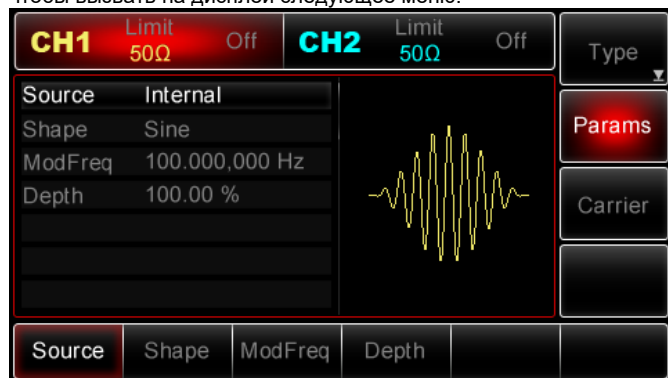 чтобы вызвать на дисплей следующее меню:
CH1 Limit 50Ω Off CH2 Limit 50Ω Off
Type
Source Internal
Shape Sine
ModFreq 100.000,000 Hz
Depth 100.00 %
Params
Carrier
Source Shape ModFreq Depth